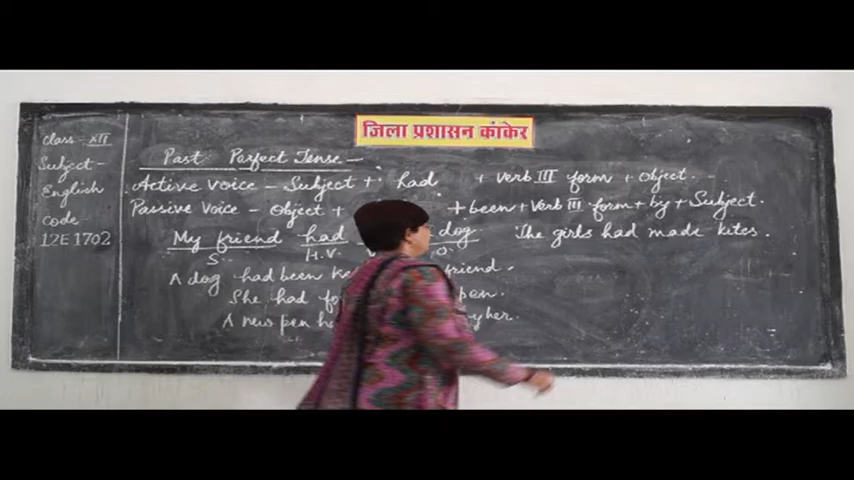 जिला प्रशासन कांकेर
Class - XII
Subject -
English
Code
12E1702
Past Perfect Tense -
Active Voice - Subject + had + Verb III form + Object.
Passive Voice - Object + + been + Verb III form + by + Subject.
My friend had dog
S H.V. O.
A dog had been friend.
She had pen.
A new pen by her.
The girls had made kites.